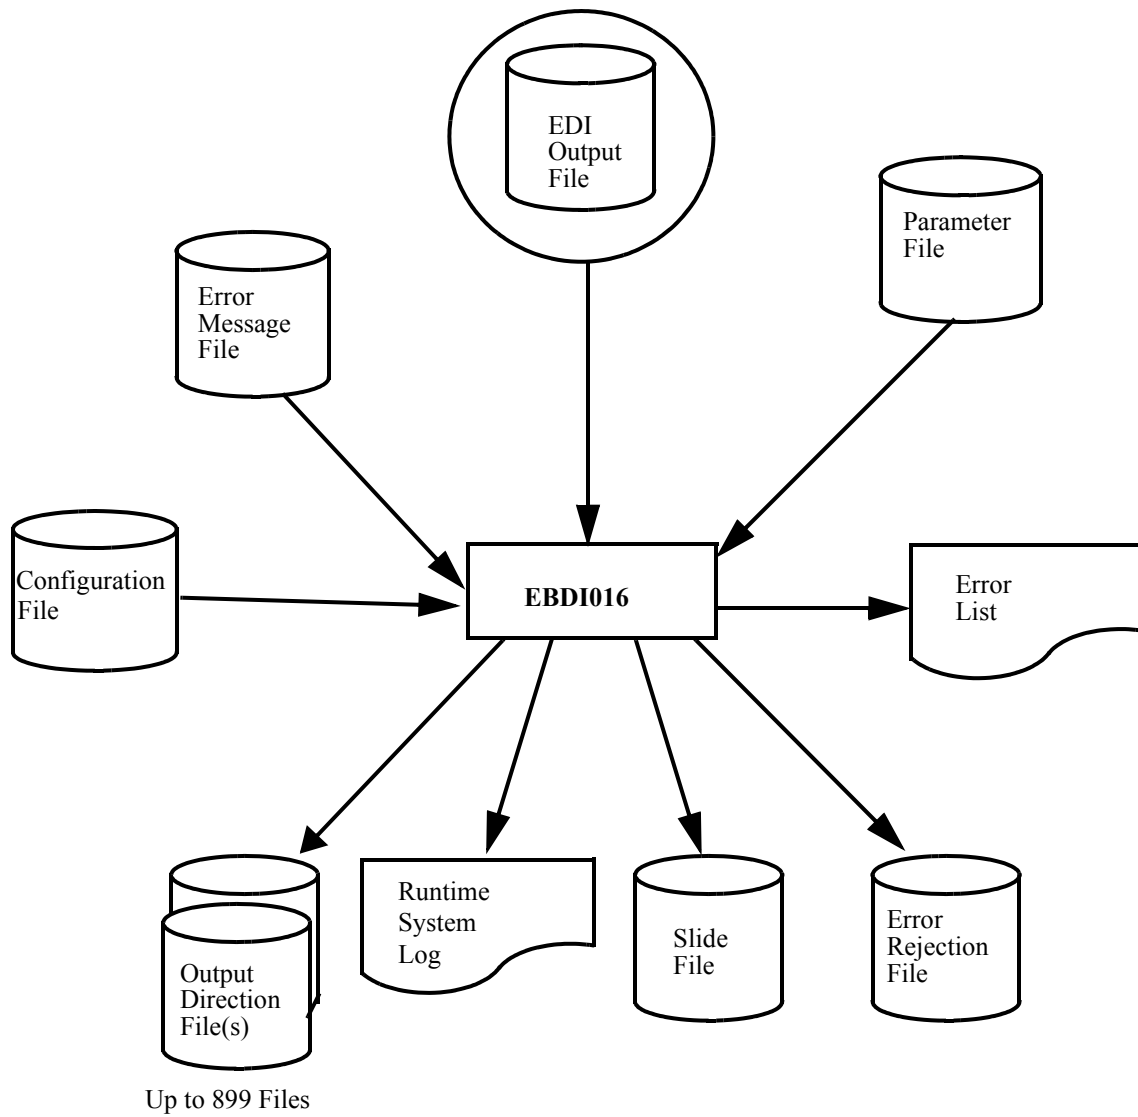 EDI
Output
File
Parameter
File
Error
Message
File
Configuration
File
EBDI016
Error
List
Output
Direction
File(s)
Runtime
System
Log
Slide
File
Error
Rejection
File
Up to 899 Files